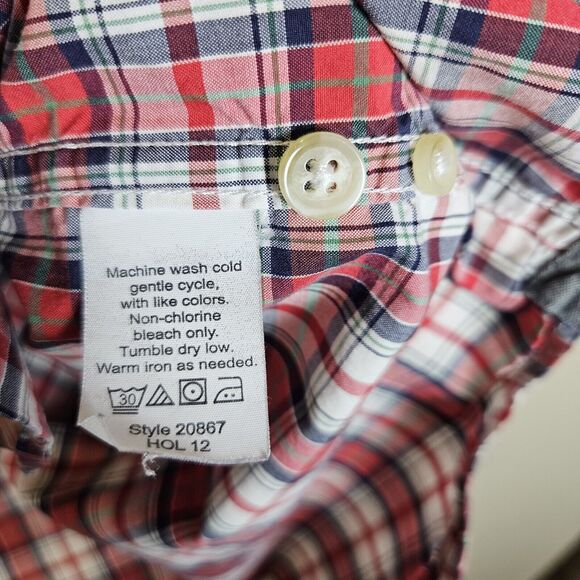 Machine wash cold
gentle cycle,
with like colors.
Non-chlorine
bleach only.
Tumble dry low.
Warm iron as needed.
30
Style 20867
HOL 12